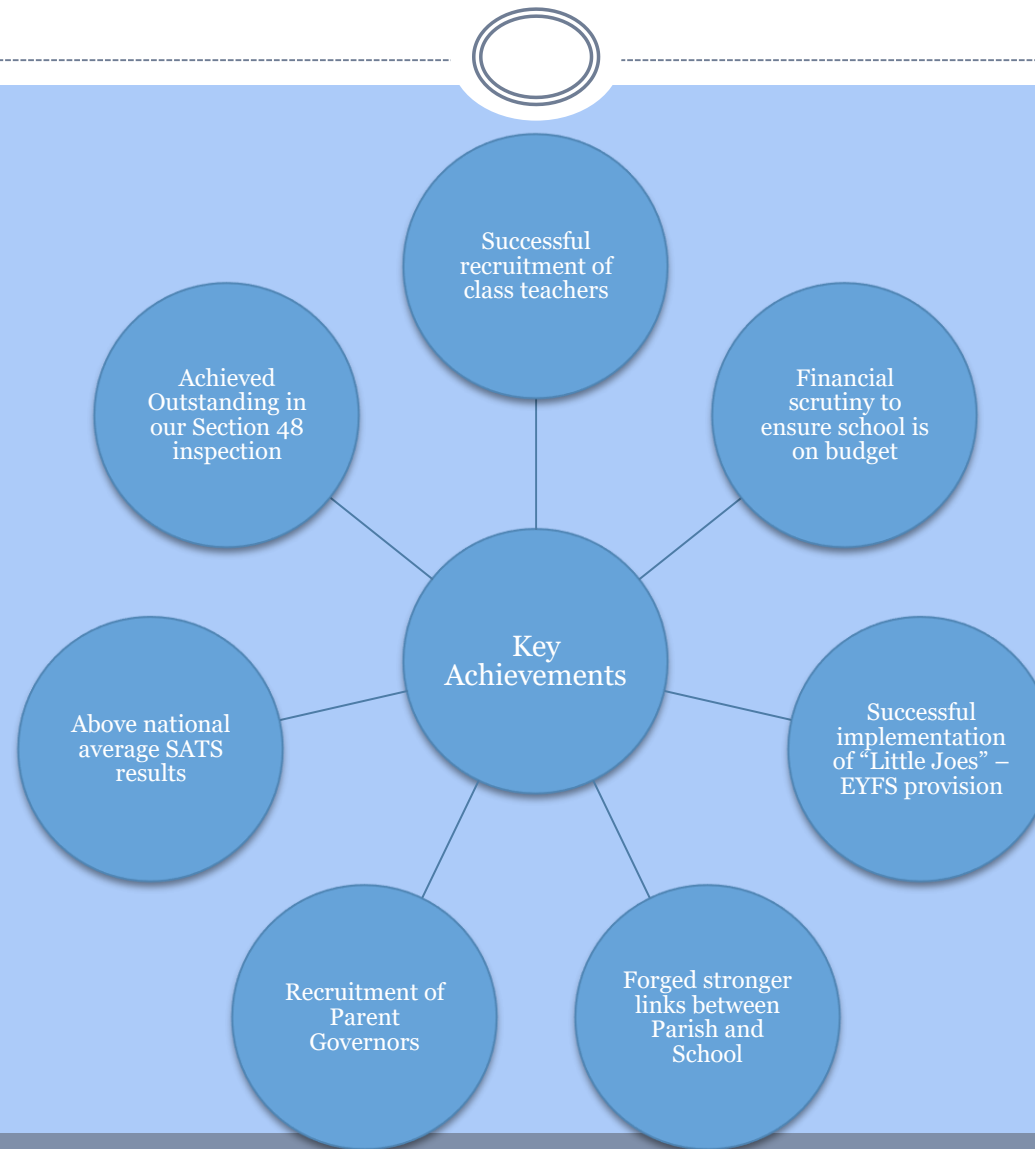 Successful
recruitment of
class teachers
Achieved
Outstanding in
our Section 48
inspection
Financial
scrutiny to
ensure school is
on budget
Key
Achievements
Above national
average SATS
results
Successful
implementation
of “Little Joes” –
EYFS provision
Recruitment of
Parent
Governors
Forged stronger
links between
Parish and
School